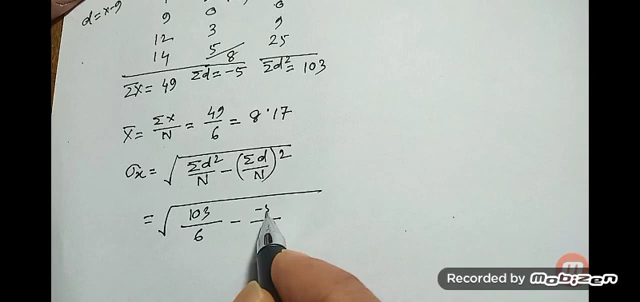 d = x-9
9 0 0
12 3 9
14 5 25
8
Σx = 49 Σd = -5 Σd² = 103
x̄ = Σx/N = 49/6 = 8.17
σx = √(Σd²/N - (Σd/N)²)
= √(103/6 -
Recorded by mobizen